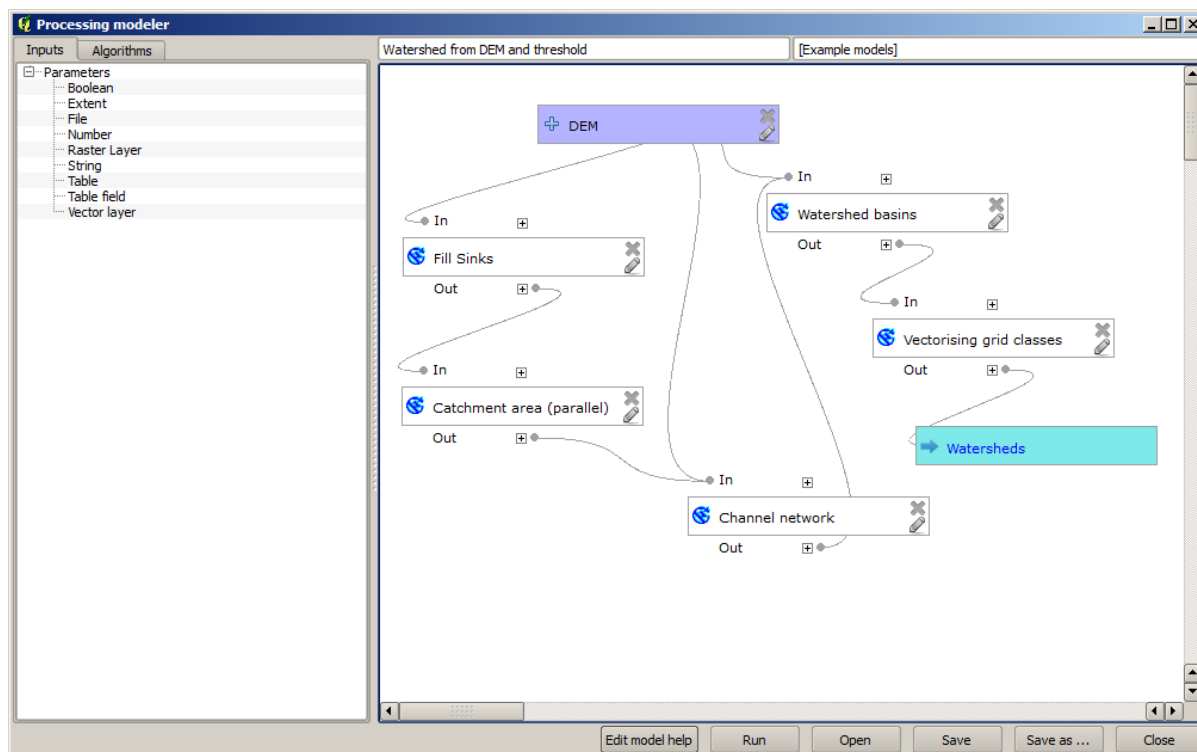 Processing modeler
Inputs
Algorithms
Parameters
Boolean
Extent
File
Number
Raster Layer
String
Table
Table field
Vector layer
Watershed from DEM and threshold
[Example models]
DEM
In
Fill Sinks
Out
In
Catchment area (parallel)
Out
In
Watershed basins
Out
In
Vectorising grid classes
Out
Watersheds
In
Channel network
Out
Edit model help
Run
Open
Save
Save as ...
Close